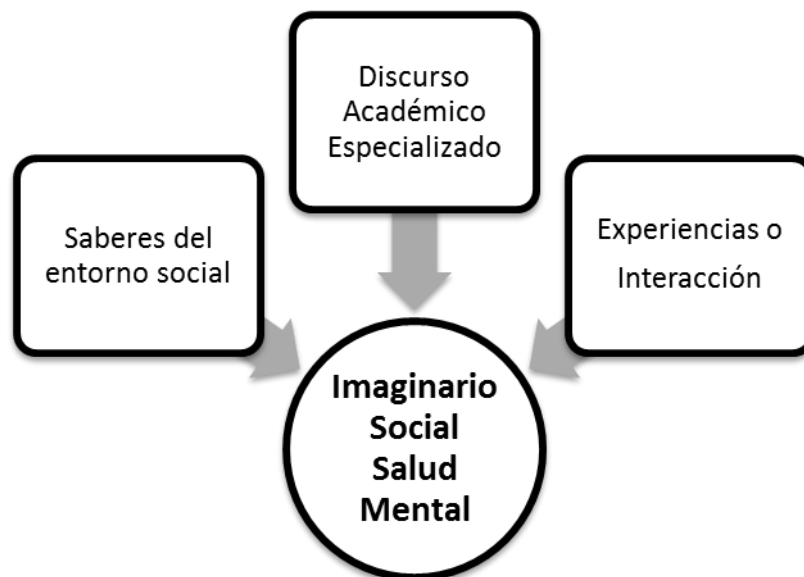 Discurso
Académico
Especializado
Saberes del
entorno social
Experiencias o
Interacción
Imaginario
Social
Salud
Mental